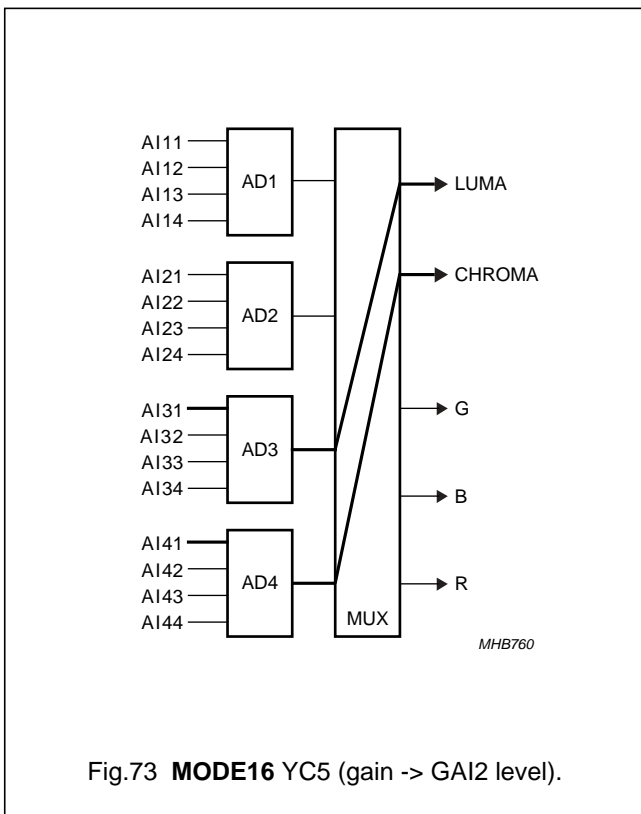 AI11
AI12
AI13
AI14
AD1
AI21
AI22
AI23
AI24
AD2
AI31
AI32
AI33
AI34
AD3
AI41
AI42
AI43
AI44
AD4
MUX
LUMA
CHROMA
G
B
R
MHB760
Fig.73 MODE16 YC5 (gain -> GAI2 level).